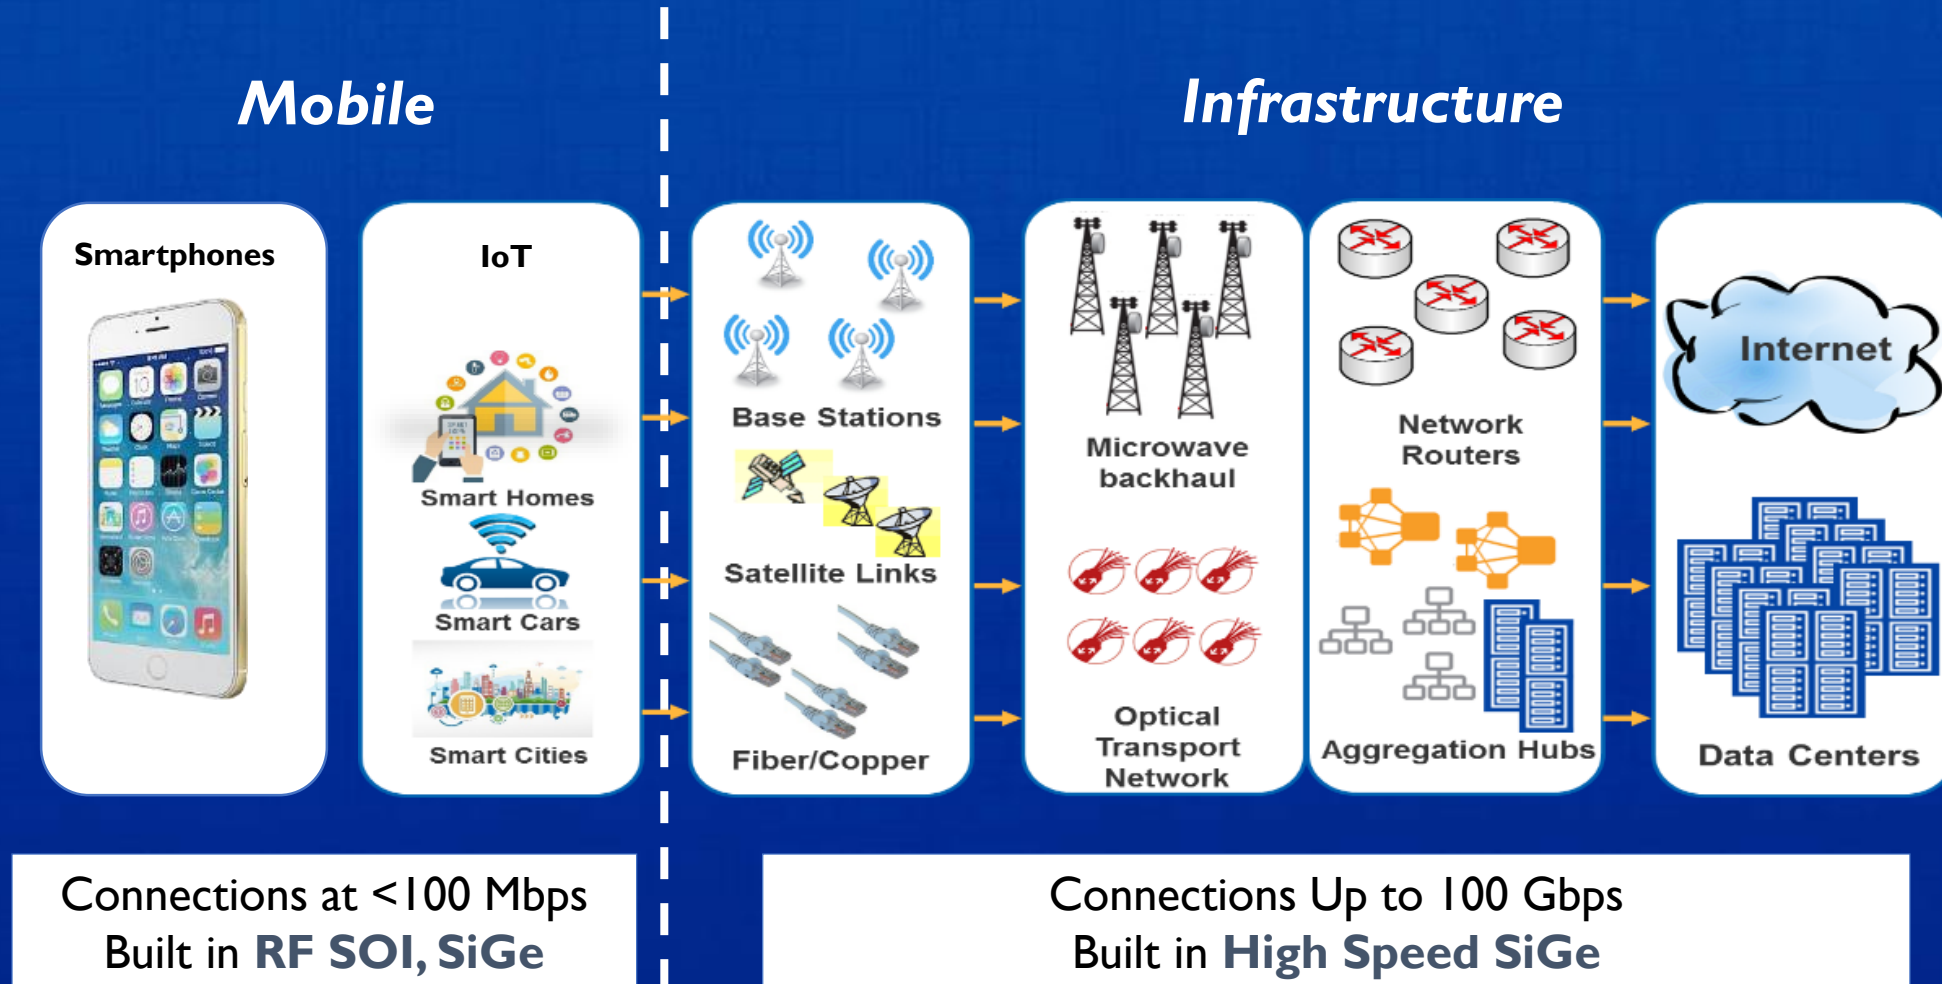 Mobile
Infrastructure
Smartphones
IoT
Smart Homes
Smart Cars
Smart Cities
Base Stations
Satellite Links
Fiber/Copper
Microwave
backhaul
Optical
Transport
Network
Network
Routers
Aggregation Hubs
Internet
Data Centers
Connections at <100 Mbps
Built in RF SOI, SiGe
Connections Up to 100 Gbps
Built in High Speed SiGe